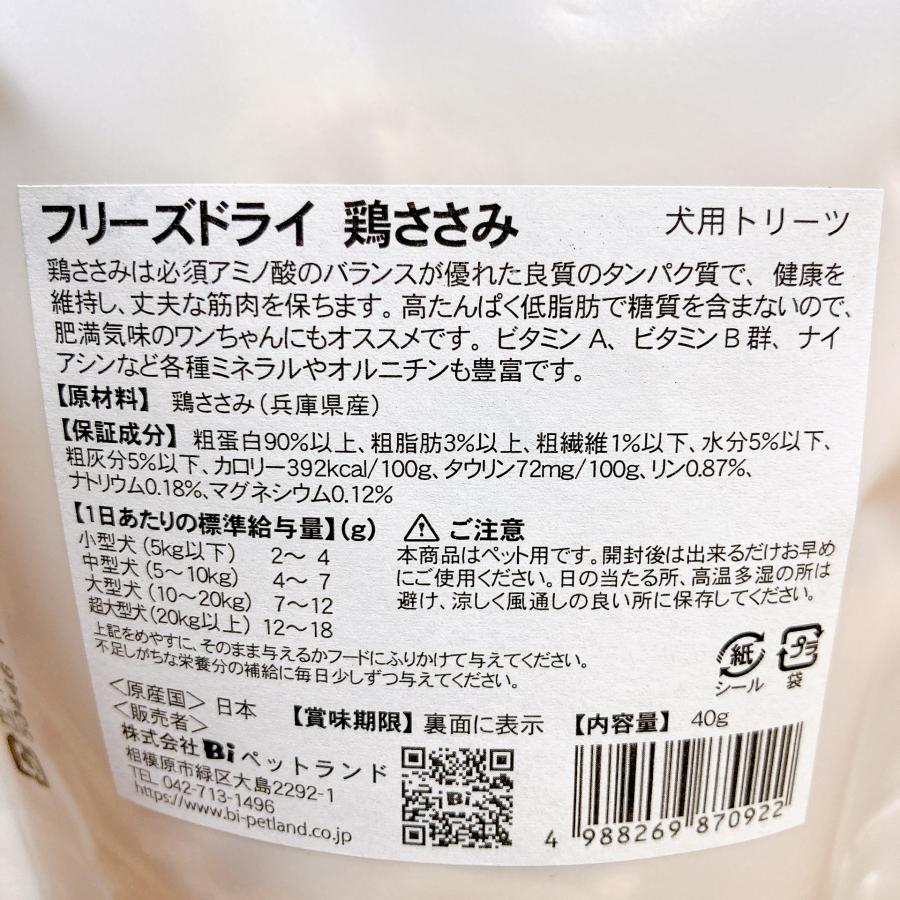 フリーズドライ 鶏ささみ 犬用トリーツ
鶏ささみは必須アミノ酸のバランスが優れた良質のタンパク質で、健康を
維持し、丈夫な筋肉を保ちます。高たんぱく低脂肪で糖質を含まないので、
肥満気味のワンちゃんにもオススメです。ビタミンA、ビタミンB群、ナイ
アシンなど各種ミネラルやオルニチンも豊富です。
【原材料】 鶏ささみ(兵庫県産)
【保証成分】 粗蛋白90%以上、粗脂肪3%以上、粗繊維1%以下、水分5%以下、
粗灰分5%以下、カロリー392kcal/100g、タウリン72mg/100g、リン0.87%、
ナトリウム0.18%、マグネシウム0.12%
【1日あたりの標準給与量】(g)
小型犬(5kg以下) 2〜 4
中型犬(5〜10kg) 4〜 7
大型犬(10〜20kg) 7〜12
超大型犬(20kg以上) 12〜18
上記をめやすに、そのまま与えるかフードにふりかけて与えてください。
不足しがちな栄養分の補給に毎日少しずつ与えてください。
ご注意
本商品はペット用です。開封後は出来るだけお早め
にご使用ください。日の当たる所、高温多湿の所は
避け、涼しく風通しの良い所に保存してください。
紙
シール
プラ
袋
<原産国> 日本
【賞味期限】 裏面に表示 【内容量】 40g
<販売者>
株式会社Biペットランド
相模原市緑区大島2292-1
TEL 042-713-1496
https://www.bi-petland.co.jp
Bi
4 988269 870922